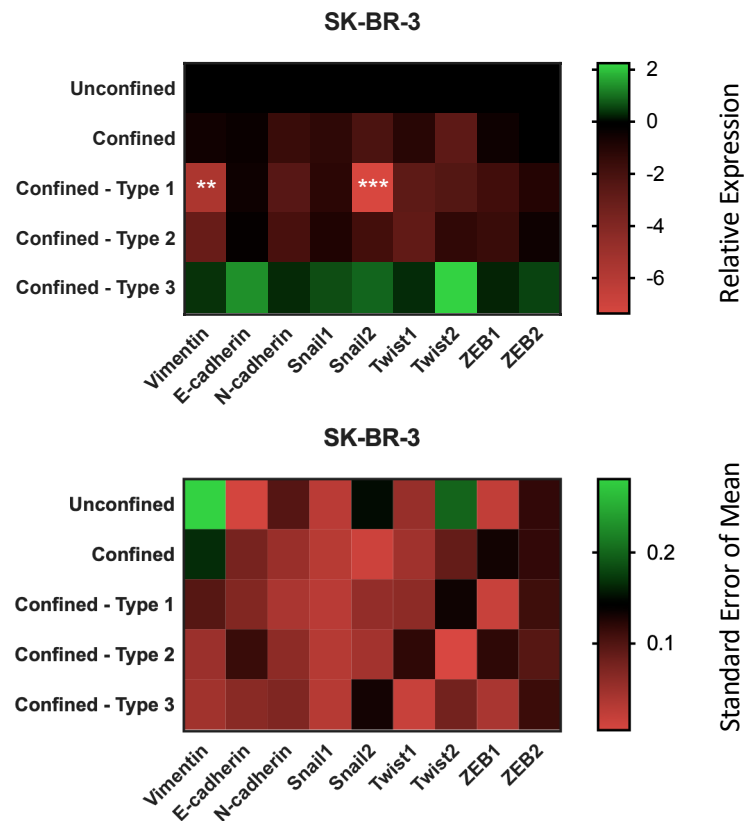 SK-BR-3
Unconfined
Confined
Confined - Type 1
Confined - Type 2
Confined - Type 3
** ***
Vimentin
E-cadherin
N-cadherin
Snail1
Snail2
Twist1
Twist2
ZEB1
ZEB2
2
0
-2
-4
-6
Relative Expression
SK-BR-3
Unconfined
Confined
Confined - Type 1
Confined - Type 2
Confined - Type 3
Vimentin
E-cadherin
N-cadherin
Snail1
Snail2
Twist1
Twist2
ZEB1
ZEB2
0.2
0.1
Standard Error of Mean